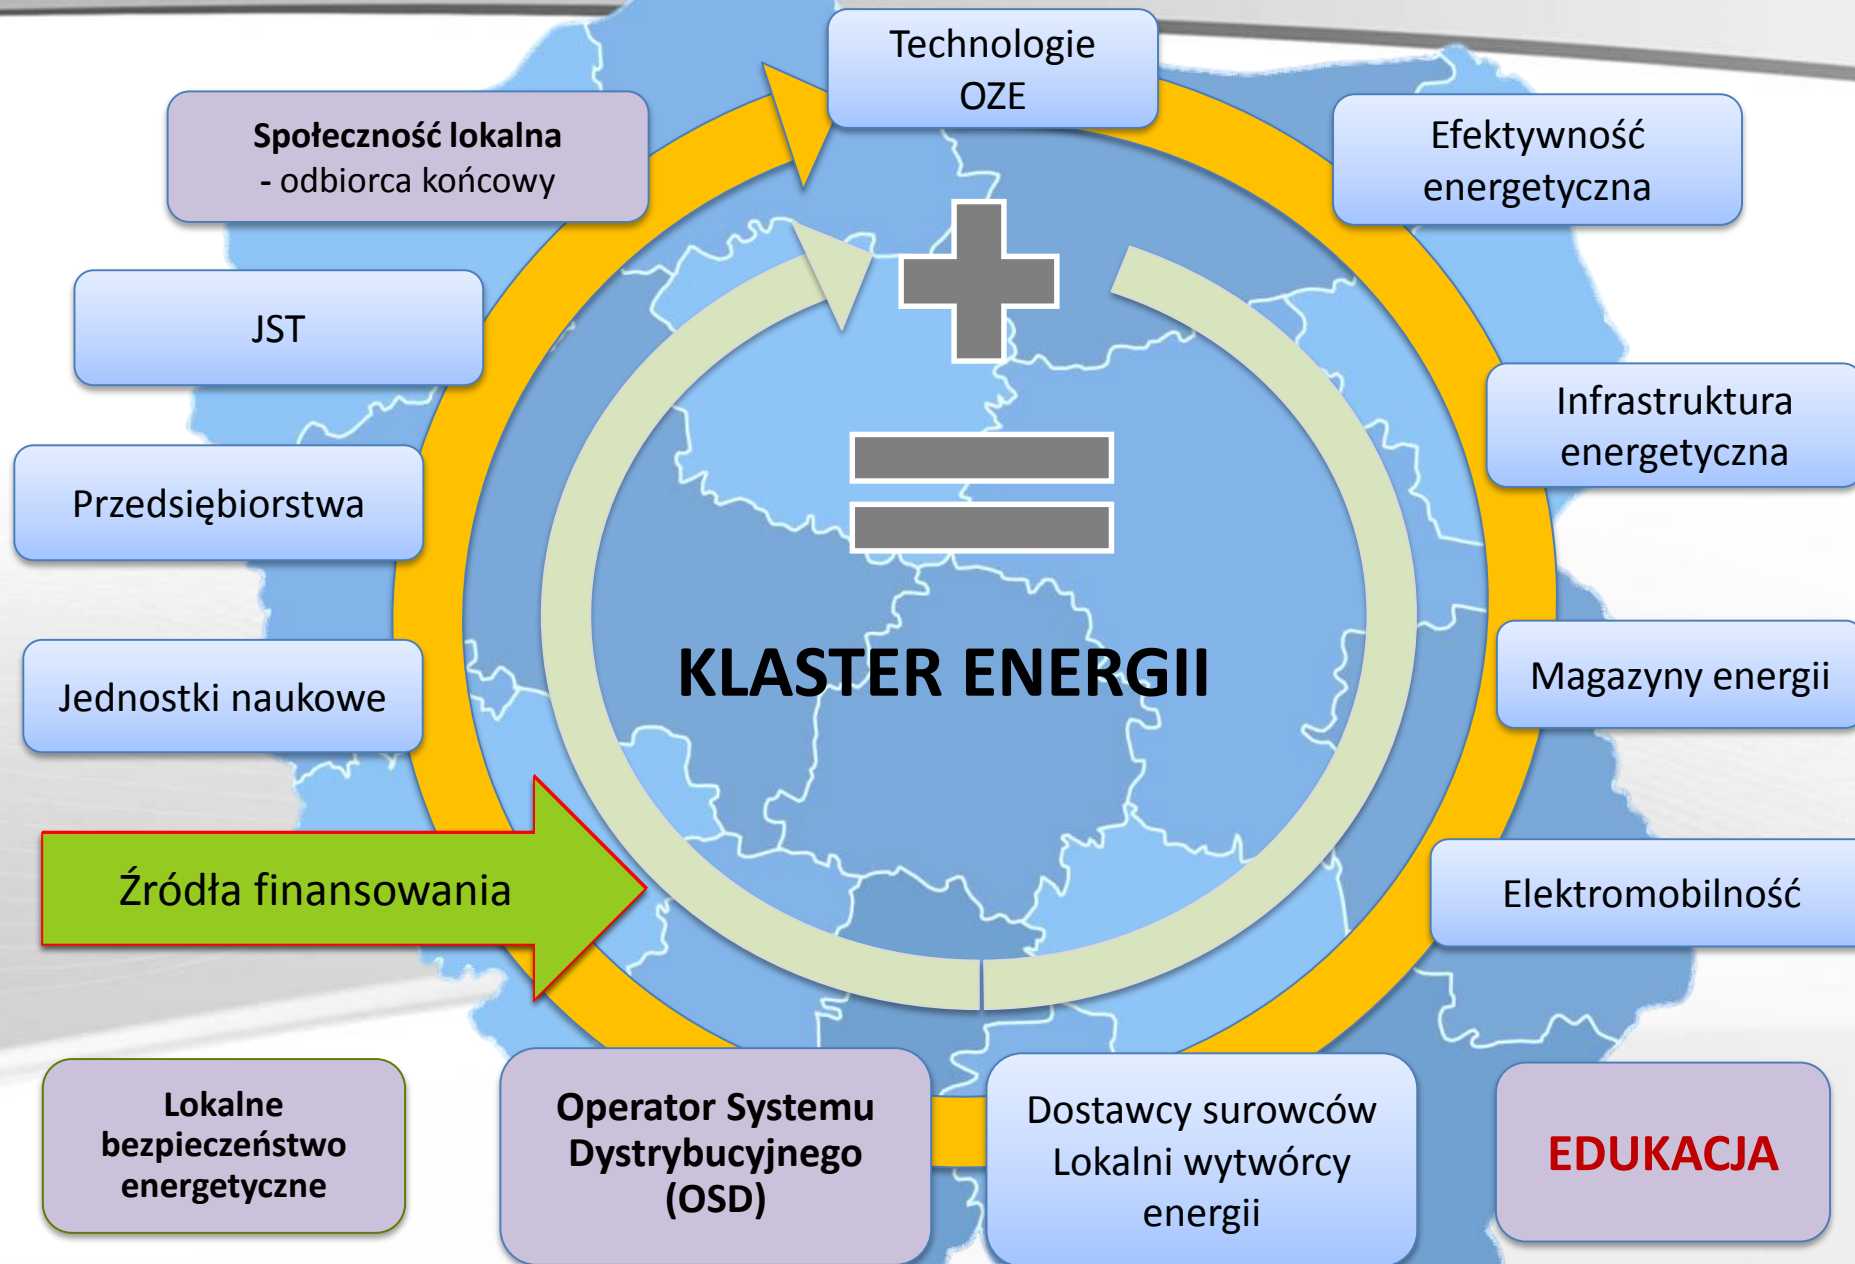 Technologie
OZE
Społeczność lokalna
- odbiorca końcowy
Efektywność
energetyczna
JST
Infrastruktura
energetyczna
Przedsiębiorstwa
KLASTER ENERGII
Jednostki naukowe
Magazyny energii
Źródła finansowania
Elektromobilność
Lokalne
bezpieczeństwo
energetyczne
Operator Systemu
Dystrybucyjnego
(OSD)
Dostawcy surowców
Lokalni wytwórcy
energii
EDUKACJA